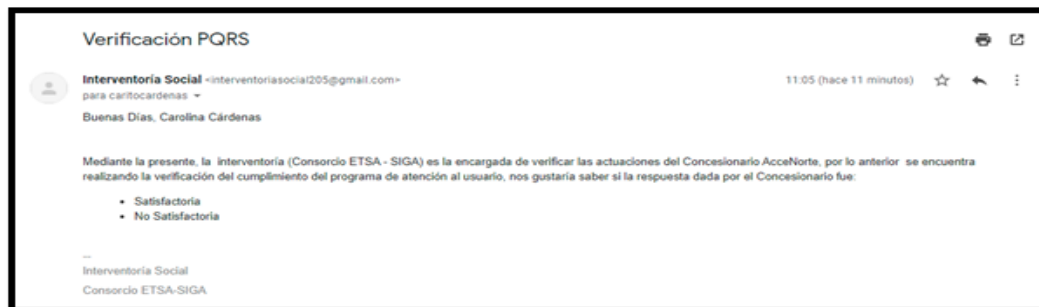 Verificación PQRS
Interventoría Social <interventoriasocial205@gmail.com>
11:05 (hace 11 minutos)
para caritocardenas
Buenas Días, Carolina Cárdenas
Mediante la presente, la interventoría (Consorcio ETSA - SIGA) es la encargada de verificar las actuaciones del Concesionario AcceNorte, por lo anterior se encuentra
realizando la verificación del cumplimiento del programa de atención al usuario, nos gustaría saber si la respuesta dada por el Concesionario fue:
• Satisfactoria
• No Satisfactoria
--
Interventoría Social
Consorcio ETSA-SIGA